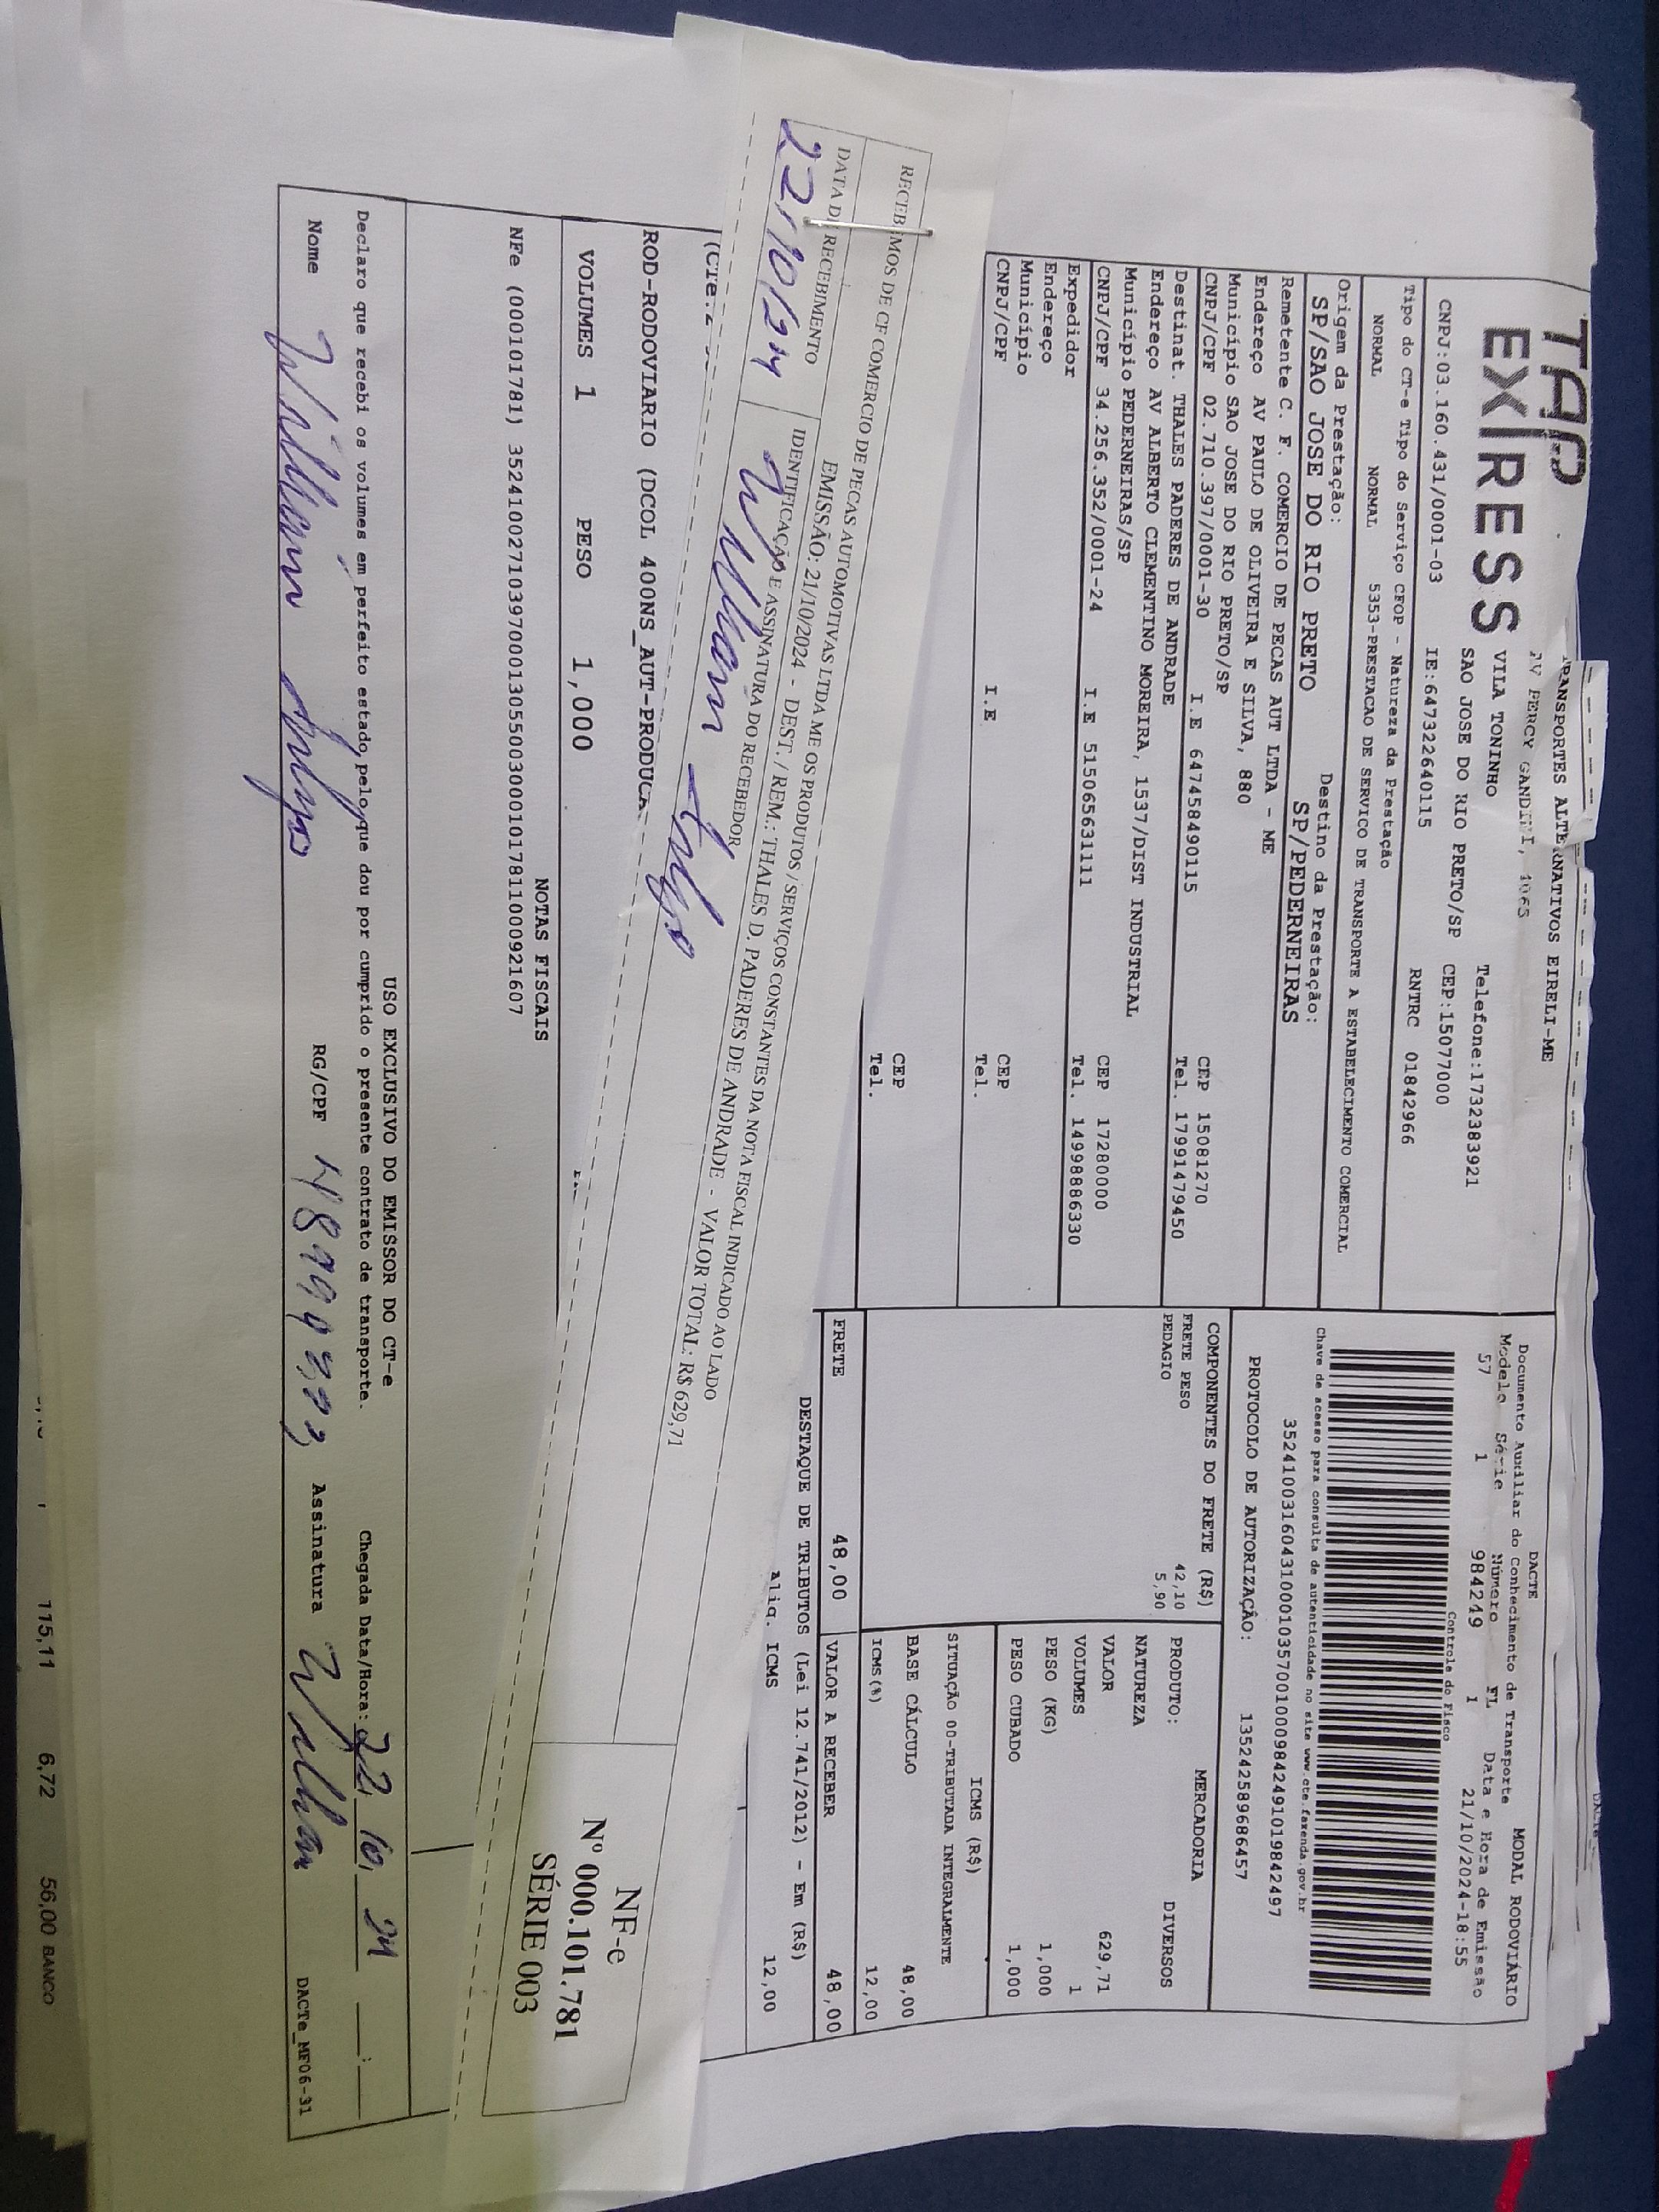 TAP
EXPRESS
TRANSPORTES ALTERNATIVOS EIRELI-ME
AV PERCY GANDINI, 1065
VILA TONINHO Telefone:1732383921
SAO JOSE DO RIO PRETO/SP CEP:15077000
CNPJ:03.160.431/0001-03 IE:647322640115 RNTRC 01842966
Tipo do CT-e Tipo do Serviço CFOP - Natureza da Prestação
NORMAL NORMAL 5353-PRESTACAO DE SERVICO DE TRANSPORTE A ESTABELECIMENTO COMERCIAL
Origem da Prestação: Destino da Prestação:
SP/SAO JOSE DO RIO PRETO SP/PEDERNEIRAS
Remetente C. F. COMERCIO DE PECAS AUT LTDA - ME
Endereço AV PAULO DE OLIVEIRA E SILVA, 880
Município SAO JOSE DO RIO PRETO/SP CEP 15081270
CNPJ/CPF 02.710.397/0001-30 I.E 647458490115 Tel. 17991479450
Destinat. THALES PADERES DE ANDRADE
Endereço AV ALBERTO CLEMENTINO MOREIRA, 1537/DIST INDUSTRIAL
Município PEDERNEIRAS/SP CEP 17280000
CNPJ/CPF 34.256.352/0001-24 I.E 515065631111 Tel. 14998886330
Expedidor
Endereço
Município CEP
CNPJ/CPF I.E Tel.
CEP
Tel.
DACTE
Documento Auxiliar do Conhecimento de Transporte MODAL RODOVIÁRIO
Modelo Série Número FL Data e Hora de Emissão
57 1 984249 1 21/10/2024-18:55
Controle do Fisco
Chave de acesso para consulta de autenticidade no site www.cte.fazenda.gov.br
35241003160431000103570010009842491019842497
PROTOCOLO DE AUTORIZAÇÃO: 135242589686457
COMPONENTES DO FRETE (R$)
FRETE PESO 42,10
PEDAGIO 5,90
MERCADORIA
PRODUTO: DIVERSOS
NATUREZA
VALOR 629,71
VOLUMES 1
PESO (KG) 1,000
PESO CUBADO 1,000
ICMS (R$)
SITUAÇÃO 00-TRIBUTADA INTEGRALMENTE
BASE CÁLCULO 48,00
ICMS(%) 12,00
FRETE 48,00 VALOR A RECEBER 48,00
DESTAQUE DE TRIBUTOS (Lei 12.741/2012) - Em (R$)
Aliq. ICMS 12,00
RECEBEMOS DE CF COMERCIO DE PECAS AUTOMOTIVAS LTDA ME OS PRODUTOS / SERVIÇOS CONSTANTES DA NOTA FISCAL INDICADO AO LADO
EMISSÃO: 21/10/2024 - DEST. / REM.: THALES D. PADERES DE ANDRADE - VALOR TOTAL: R$ 629,71
DATA DE RECEBIMENTO IDENTIFICAÇÃO E ASSINATURA DO RECEBEDOR
22/10/24 William
NF-e
Nº 000.101.781
SÉRIE 003
ROD-RODOVIARIO (DCOL 400NS_AUT-PRODUCA
VOLUMES 1 PESO 1,000
NOTAS FISCAIS
NFe (000101781) 35241002710397000130550030001017811000921607
USO EXCLUSIVO DO EMISSOR DO CT-e
Declaro que recebi os volumes em perfeito estado pelo que dou por cumprido o presente contrato de transporte. Chegada Data/Hora: 22/10/24 __:__
Nome William RG/CPF Assinatura William
DACTe_MF06-31
115,11 6,72 56,00 BANCO